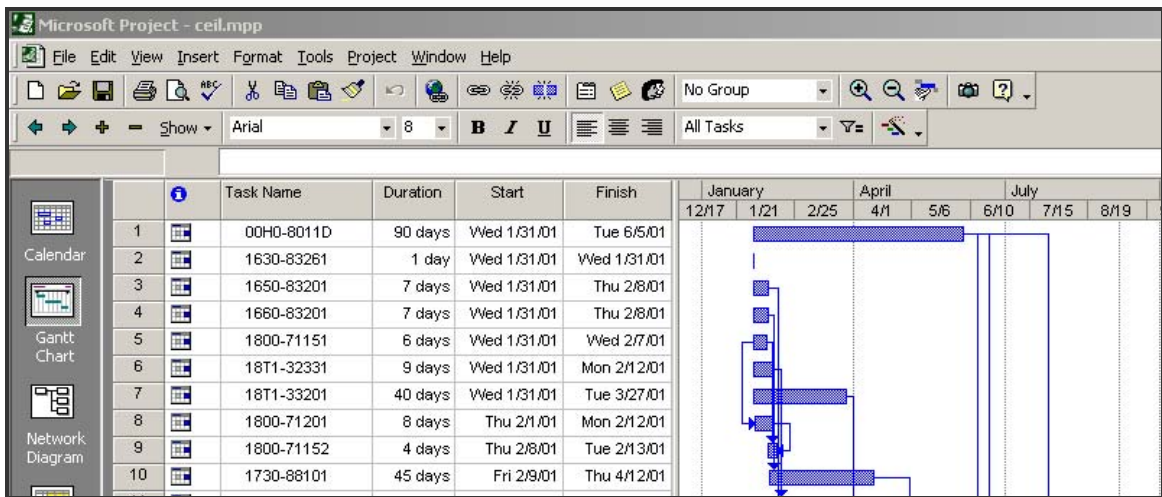 Microsoft Project - ceil.mpp
File Edit View Insert Format Tools Project Window Help
No Group
Show Arial 8 B I U All Tasks
Task Name Duration Start Finish January April July
12/17 1/21 2/25 4/1 5/6 6/10 7/15 8/19
1 00H0-8011D 90 days Wed 1/31/01 Tue 6/5/01
Calendar
2 1630-83261 1 day Wed 1/31/01 Wed 1/31/01
3 1650-83201 7 days Wed 1/31/01 Thu 2/8/01
4 1660-83201 7 days Wed 1/31/01 Thu 2/8/01
Gantt Chart
5 1800-71151 6 days Wed 1/31/01 Wed 2/7/01
6 18T1-32331 9 days Wed 1/31/01 Mon 2/12/01
7 18T1-33201 40 days Wed 1/31/01 Tue 3/27/01
8 1800-71201 8 days Thu 2/1/01 Mon 2/12/01
Network Diagram
9 1800-71152 4 days Thu 2/8/01 Tue 2/13/01
10 1730-88101 45 days Fri 2/9/01 Thu 4/12/01